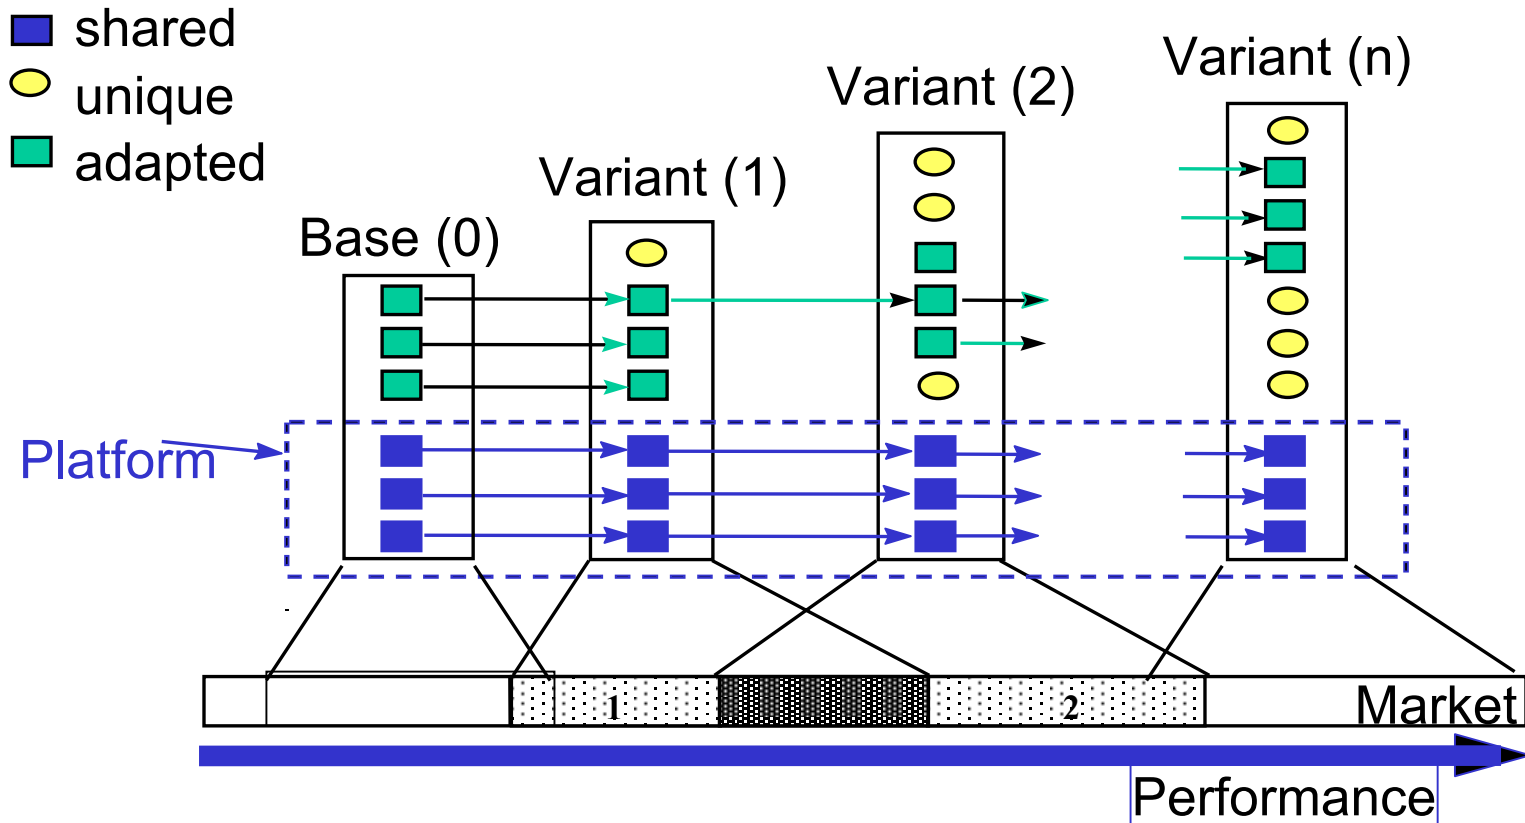 shared
unique
adapted
Base (0)
Variant (1)
Variant (2)
Variant (n)
Platform
1
2
Market
Performance